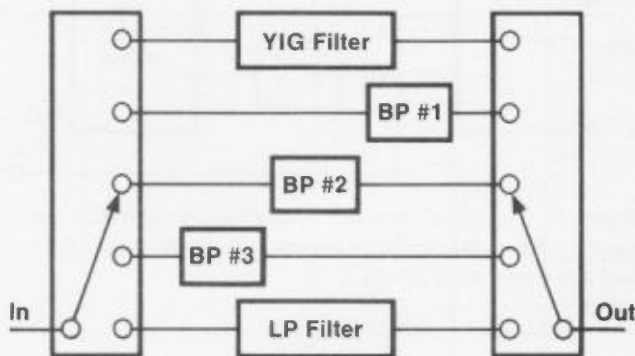 YIG Filter
BP #1
BP #2
BP #3
In
Out
LP Filter